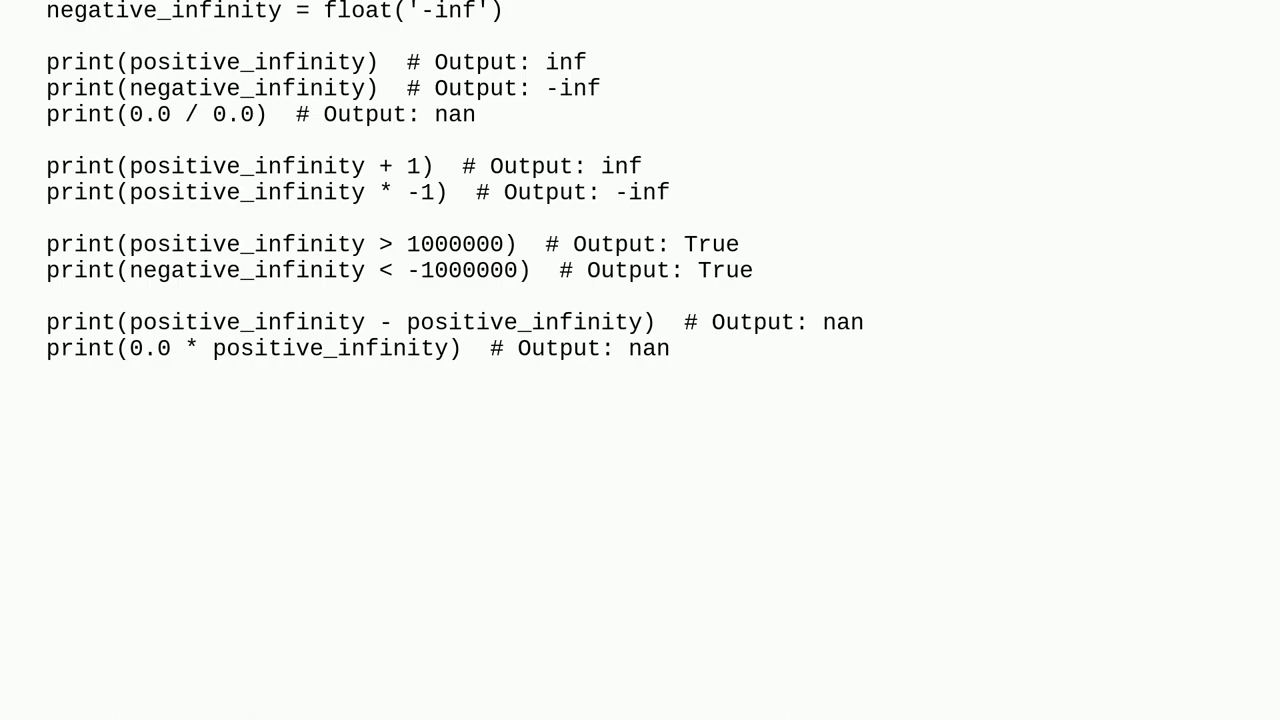 negative_infinity = float('-inf')
print(positive_infinity)  # Output: inf
print(negative_infinity)  # Output: -inf
print(0.0 / 0.0)  # Output: nan
print(positive_infinity + 1)  # Output: inf
print(positive_infinity * -1)  # Output: -inf
print(positive_infinity > 1000000)  # Output: True
print(negative_infinity < -1000000)  # Output: True
print(positive_infinity - positive_infinity)  # Output: nan
print(0.0 * positive_infinity)  # Output: nan